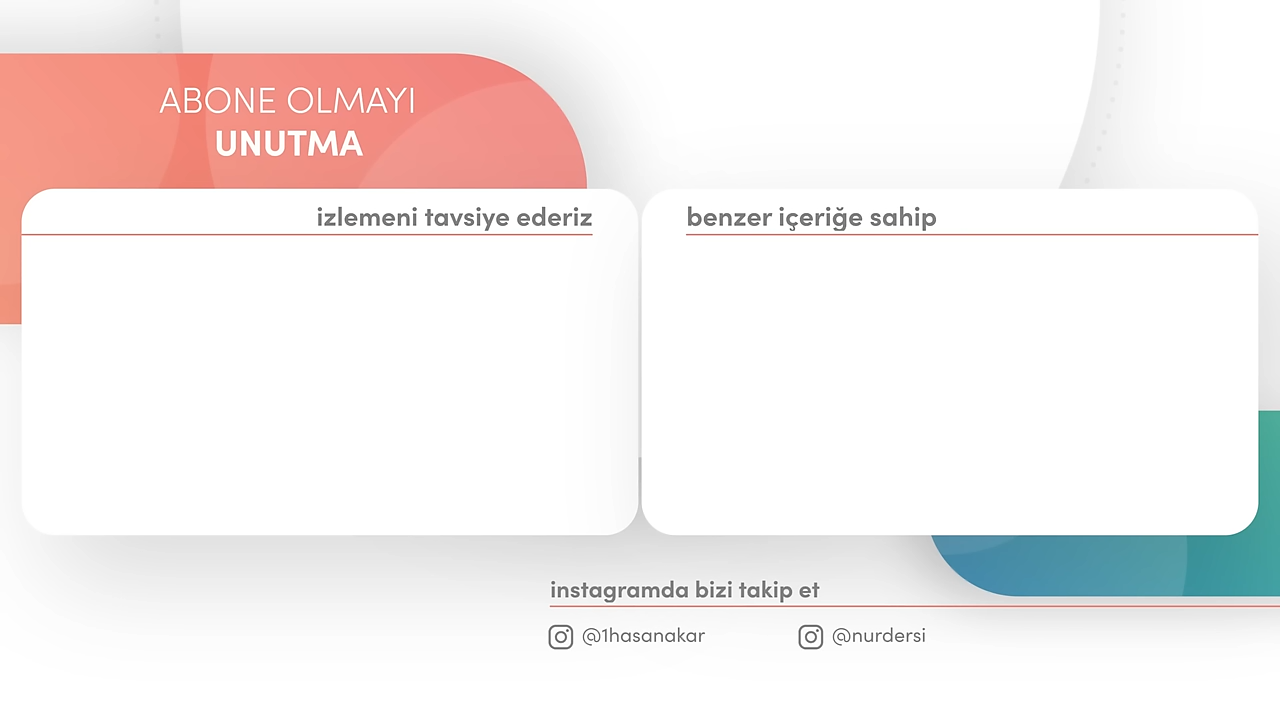 ABONE OLMAYI
UNUTMA
izlemeni tavsiye ederiz
benzer içeriğe sahip
instagramda bizi takip et
@1hasanakar
@nurdersi